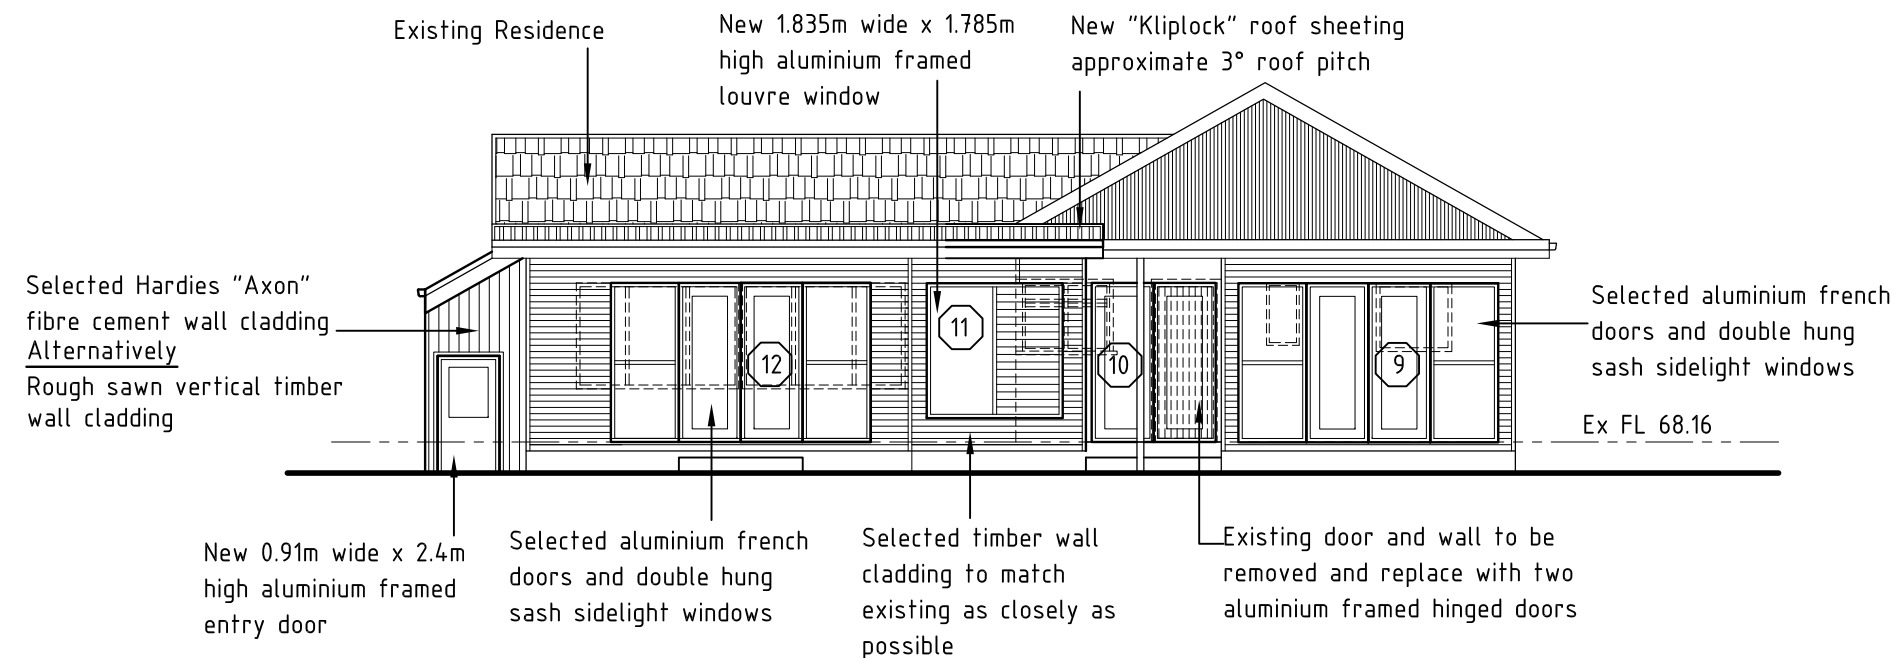 Existing Residence
New 1.835m wide x 1.785m
high aluminium framed
louvre window
New "Kliplock" roof sheeting
approximate 3° roof pitch
Selected Hardies "Axon"
fibre cement wall cladding
Alternatively
Rough sawn vertical timber
wall cladding
11
12
10
9
Selected aluminium french
doors and double hung
sash sidelight windows
Ex FL 68.16
New 0.91m wide x 2.4m
high aluminium framed
entry door
Selected aluminium french
doors and double hung
sash sidelight windows
Selected timber wall
cladding to match
existing as closely as
possible
Existing door and wall to be
removed and replace with two
aluminium framed hinged doors